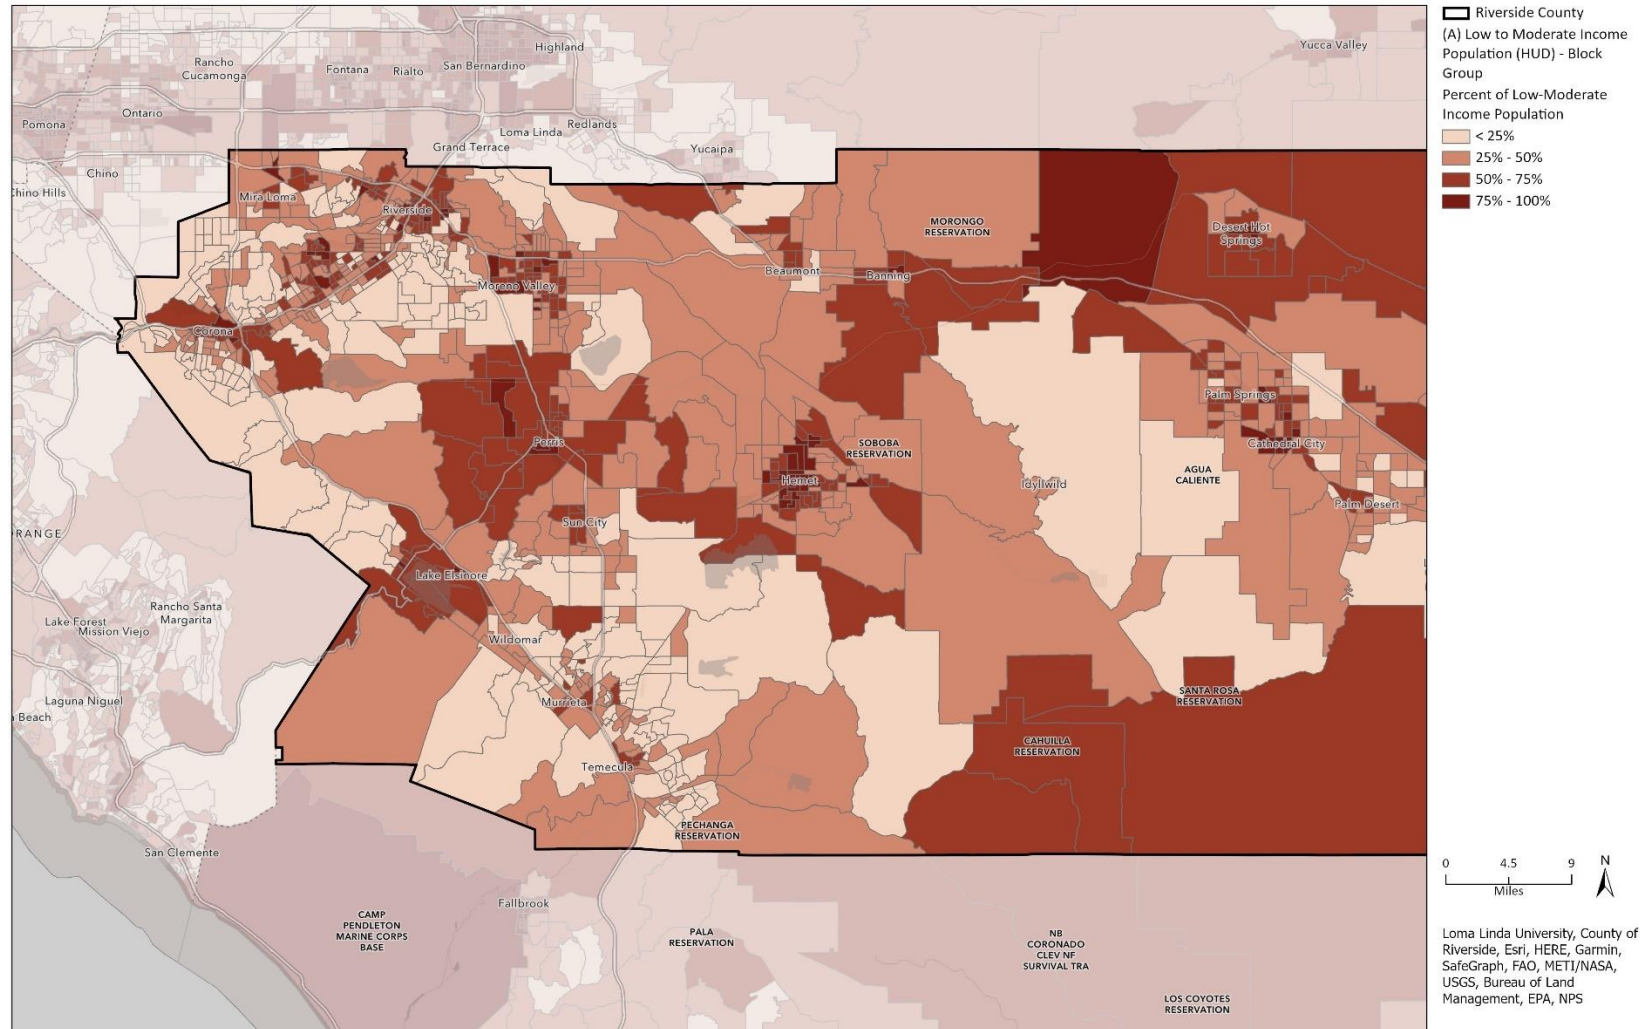 Highland
Yucca Valley
Rancho
Cucamonga
Fontana
Rialto
San Bernardino
Ontario
Pomona
Loma Linda
Redlands
Grand Terrace
Yucaipa
Chino
Chino Hills
Mira Loma
Riverside
MORONGO
RESERVATION
Desert Hot
Springs
Beaumont
Banning
Moreno Valley
Corona
Palm Springs
Perris
SOBOBA
RESERVATION
Cathedral City
Hemet
Idyllwild
AGUA
CALIENTE
Palm Desert
Sun City
RANGE
Lake Elsinore
Rancho Santa
Margarita
Lake Forest
Mission Viejo
Wildomar
Laguna Niguel
a Beach
Murrieta
SANTA ROSA
RESERVATION
CAHUILLA
RESERVATION
Temecula
PECHANGA
RESERVATION
San Clemente
Fallbrook
CAMP
PENDLETON
MARINE CORPS
BASE
PALA
RESERVATION
NB
CORONADO
CLEV NF
SURVIVAL TRA
LOS COYOTES
RESERVATION
Riverside County
(A) Low to Moderate Income
Population (HUD) - Block
Group
Percent of Low-Moderate
Income Population
< 25%
25% - 50%
50% - 75%
75% - 100%
0 4.5 9
Miles
N
Loma Linda University, County of
Riverside, Esri, HERE, Garmin,
SafeGraph, FAO, METI/NASA,
USGS, Bureau of Land
Management, EPA, NPS